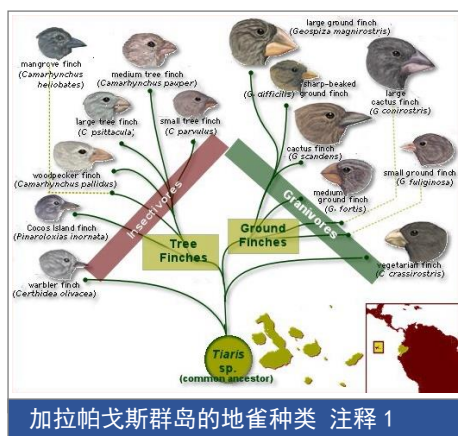 mangrove finch
(Camarhynchus
heliobates)
medium tree finch
(Camarhynchus pauper)
large ground finch
(Geospiza magnirostris)
sharp-beaked
ground finch
(G. difficilis)
large
cactus finch
(G conirostris)
large tree finch
(C psittacula)
small tree finch
(C parvulus)
cactus finch
(G scandens)
small ground finch
(G fuliginosa)
woodpecker finch
(Camarhynchus pallidus)
medium
ground finch
(G. fortis)
Cocos Island finch
(Pinaroloxias inornata)
Insectivores
Granivores
Tree
Finches
Ground
Finches
vegetarian finch
(C crassirostris)
warbler finch
(Certhidea olivacea)
Tiaris
sp.
(common ancestor)
加拉帕戈斯群岛的地雀种类 注释 1